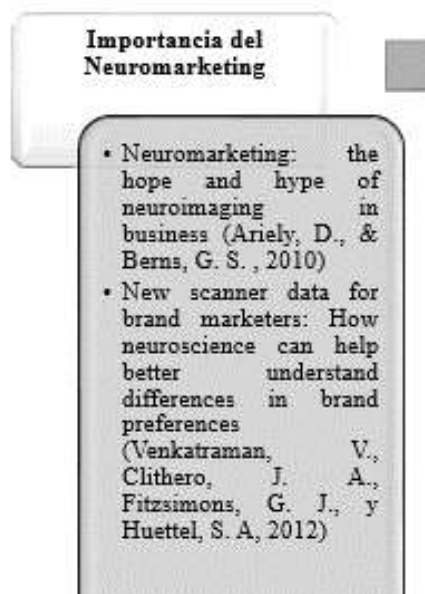 Importancia del
Neuromarketing
• Neuromarketing: the
hope and hype of
neuroimaging in
business (Ariely, D., &
Berns, G. S. , 2010)
• New scanner data for
brand marketers: How
neuroscience can help
better understand
differences in brand
preferences
(Venkatraman, V.,
Clithero, J. A.,
Fitzsimons, G. J., y
Huettel, S. A, 2012)